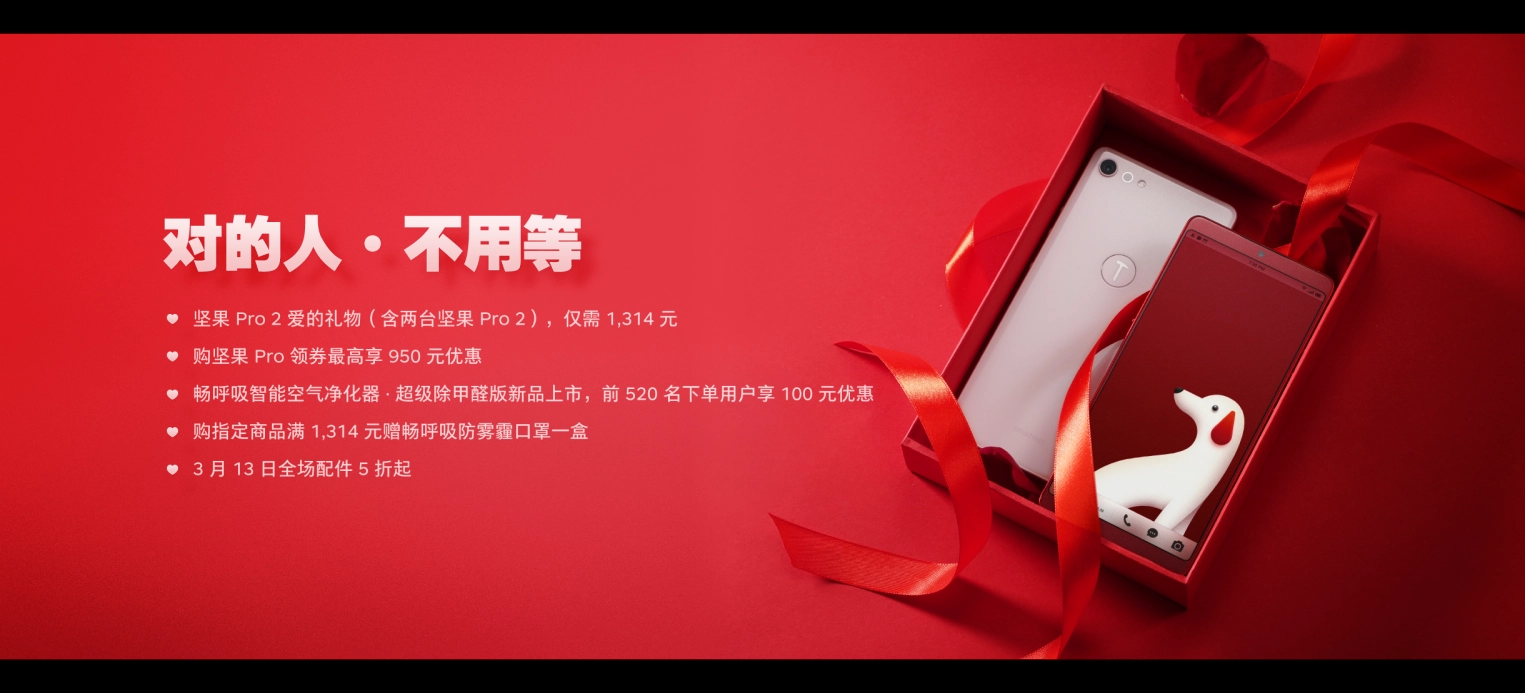 对的人·不用等
坚果 Pro 2 爱的礼物（含两台坚果 Pro 2），仅需 1,314 元
购坚果 Pro 领券最高享 950 元优惠
畅呼吸智能空气净化器 · 超级除甲醛版新品上市，前 520 名下单用户享 100 元优惠
购指定商品满 1,314 元赠畅呼吸防雾霾口罩一盒
3 月 13 日全场配件 5 折起
T